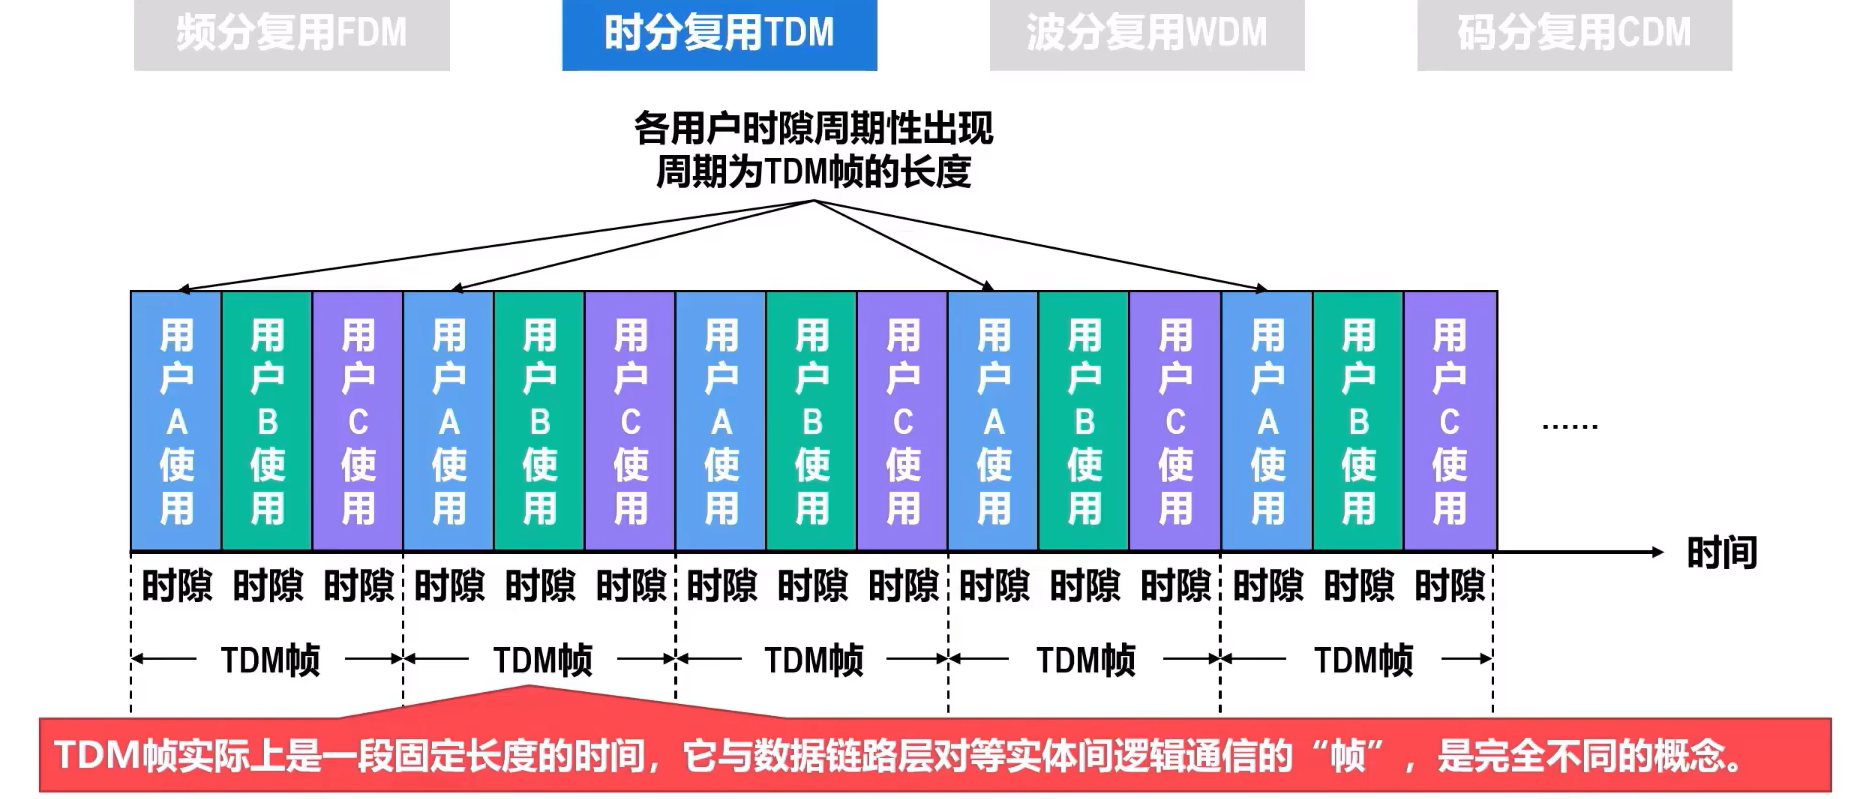 频分复用FDM
时分复用TDM
波分复用WDM
码分复用CDM
各用户时隙周期性出现
周期为TDM帧的长度
用户A使用
用户B使用
用户C使用
用户A使用
用户B使用
用户C使用
用户A使用
用户B使用
用户C使用
用户A使用
用户B使用
用户C使用
用户A使用
用户B使用
用户C使用
……
时间
时隙 时隙 时隙 时隙 时隙 时隙 时隙 时隙 时隙 时隙 时隙 时隙 时隙 时隙 时隙
TDM帧 TDM帧 TDM帧 TDM帧 TDM帧
TDM帧实际上是一段固定长度的时间，它与数据链路层对等实体间逻辑通信的“帧”，是完全不同的概念。